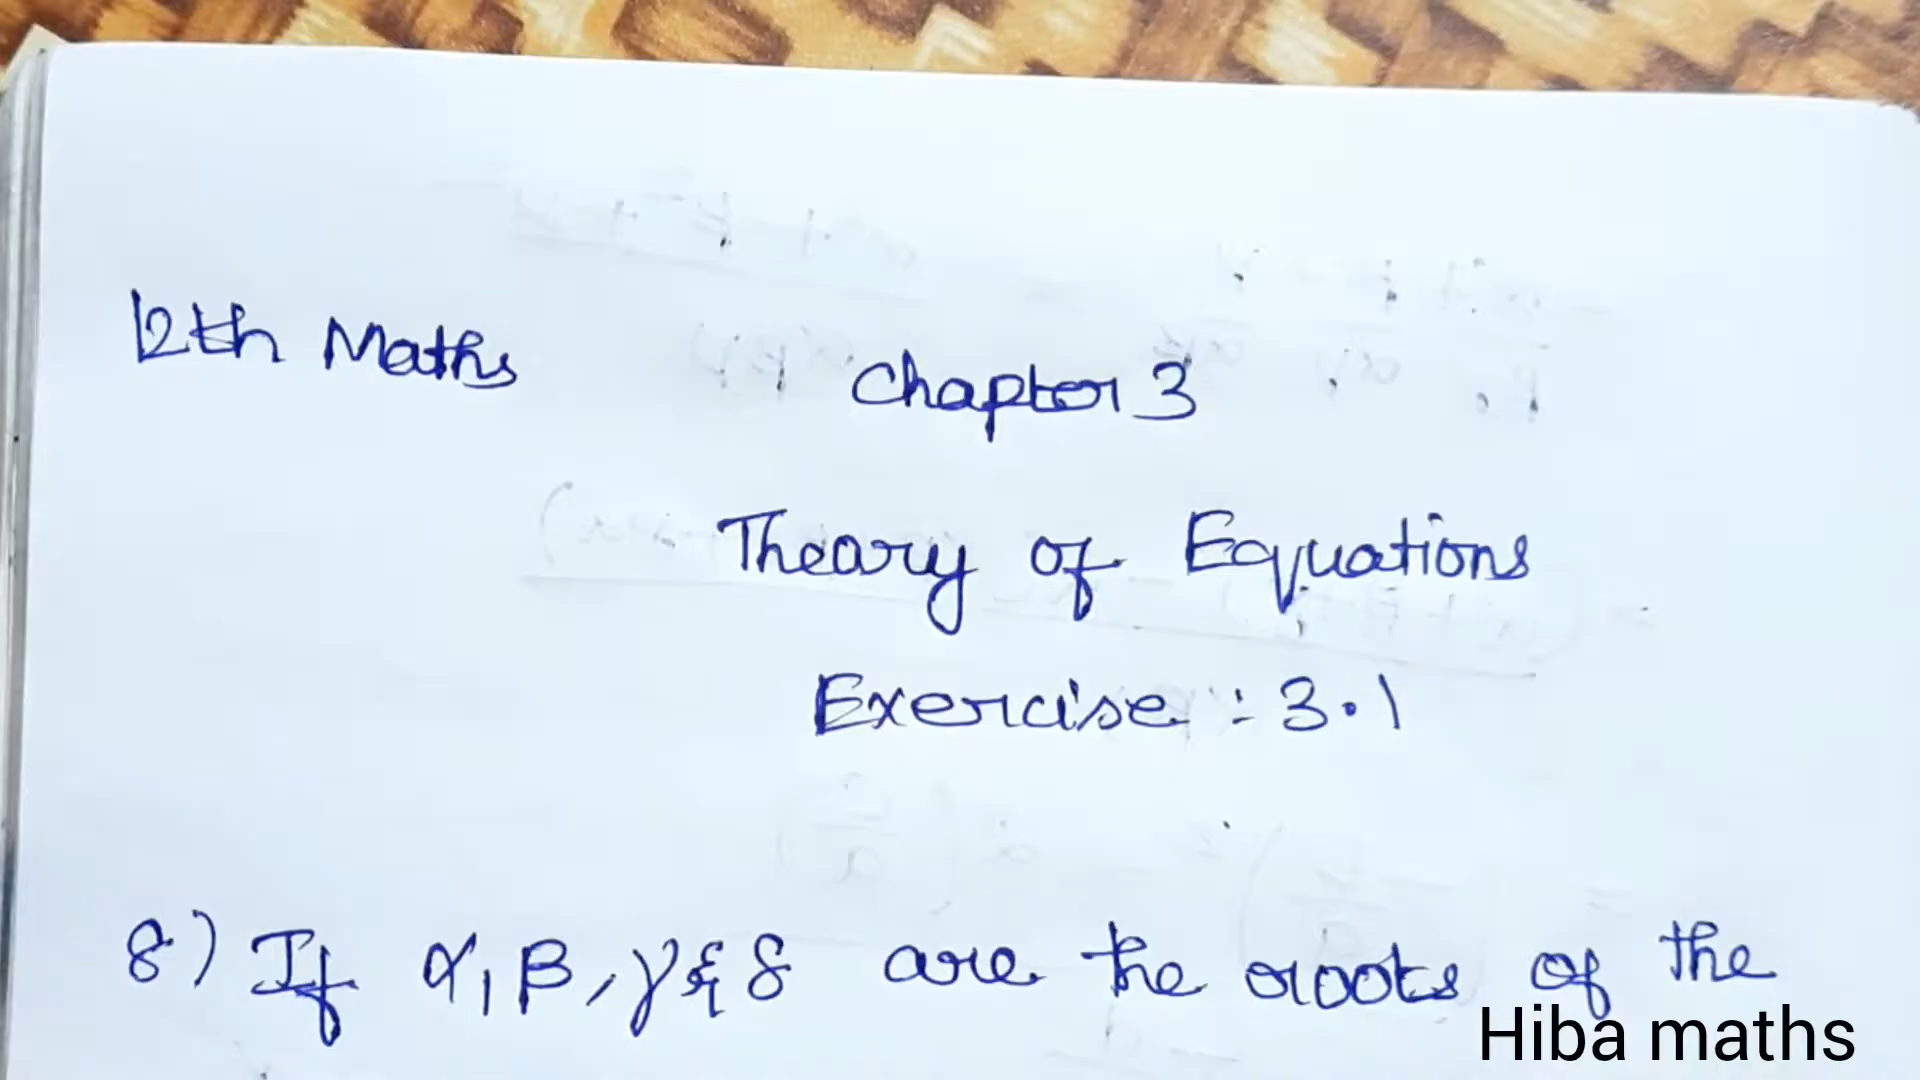 12th Maths
Chapter 3
Theory of Equations
Exercise : 3.1
8) If α, β, γ & δ are the roots of the
Hiba maths